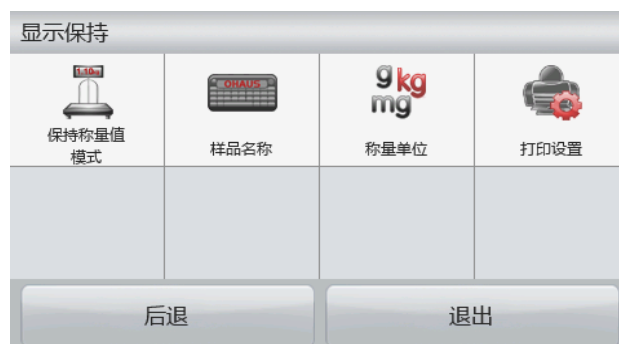 显示保持
1.10kg
OHAUS
g kg
mg
保持称量值
模式
样品名称
称量单位
打印设置
后退
退出